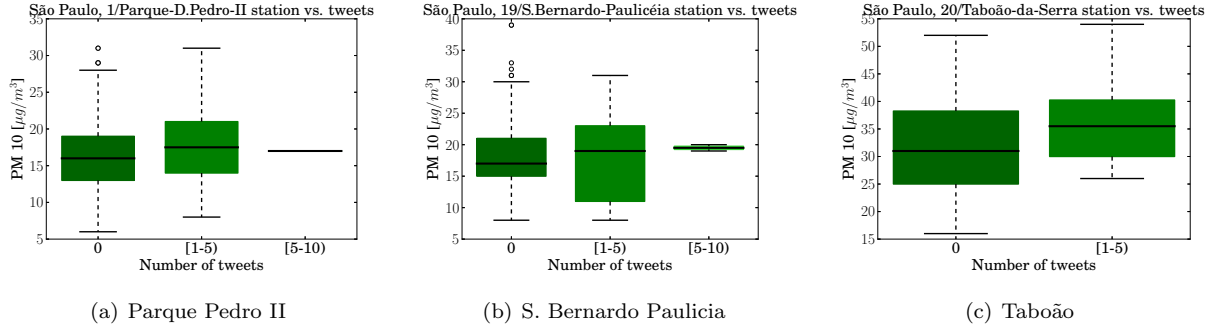 São Paulo, 1/Parque-D.Pedro-II station vs. tweets
35
30
25
20
15
10
5
PM 10 [μg/m³]
0
[1-5)
[5-10)
Number of tweets
(a) Parque Pedro II
São Paulo, 19/S.Bernardo-Paulicéia station vs. tweets
40
35
30
25
20
15
10
5
PM 10 [μg/m³]
0
[1-5)
[5-10)
Number of tweets
(b) S. Bernardo Paulicia
São Paulo, 20/Taboão-da-Serra station vs. tweets
55
50
45
40
35
30
25
20
15
PM 10 [μg/m³]
0
[1-5)
Number of tweets
(c) Taboão